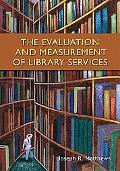 THE EVALUATION
AND MEASUREMENT
OF LIBRARY SERVICES
Joseph R. Matthews